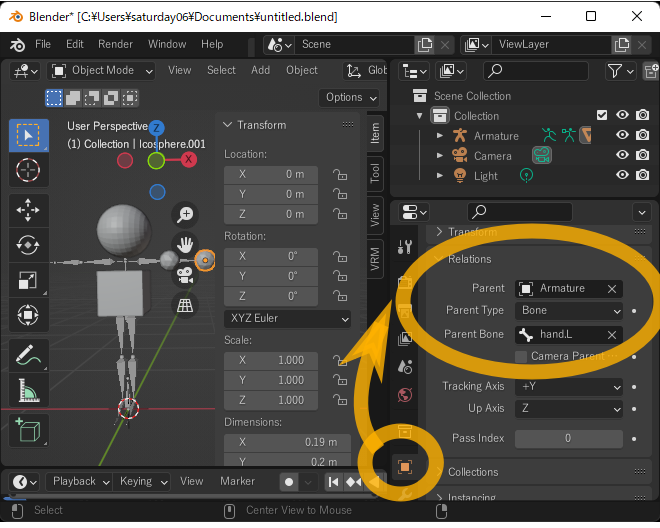 Blender* [C:¥Users¥saturday06¥Documents¥untitled.blend]
File Edit Render Window Help Scene ViewLayer
Object Mode View Select Add Object Glob
Options
Scene Collection
Collection
Armature
Camera
Light
User Perspective
(1) Collection | Icosphere.001
Z
X
Transform
Location:
X 0 m
Y 0 m
Z 0 m
Rotation:
X 0°
Y 0°
Z 0°
XYZ Euler
Scale:
X 1.000
Y 1.000
Z 1.000
Dimensions:
X 0.19 m
Y 0.2 m
Item
Tool
View
VRM
Transform
Relations
Parent Armature
Parent Type Bone
Parent Bone hand.L
Camera Parent ...
Tracking Axis +Y
Up Axis Z
Pass Index 0
Collections
Instancing
Playback Keying View Marker
Select Center View to Mouse